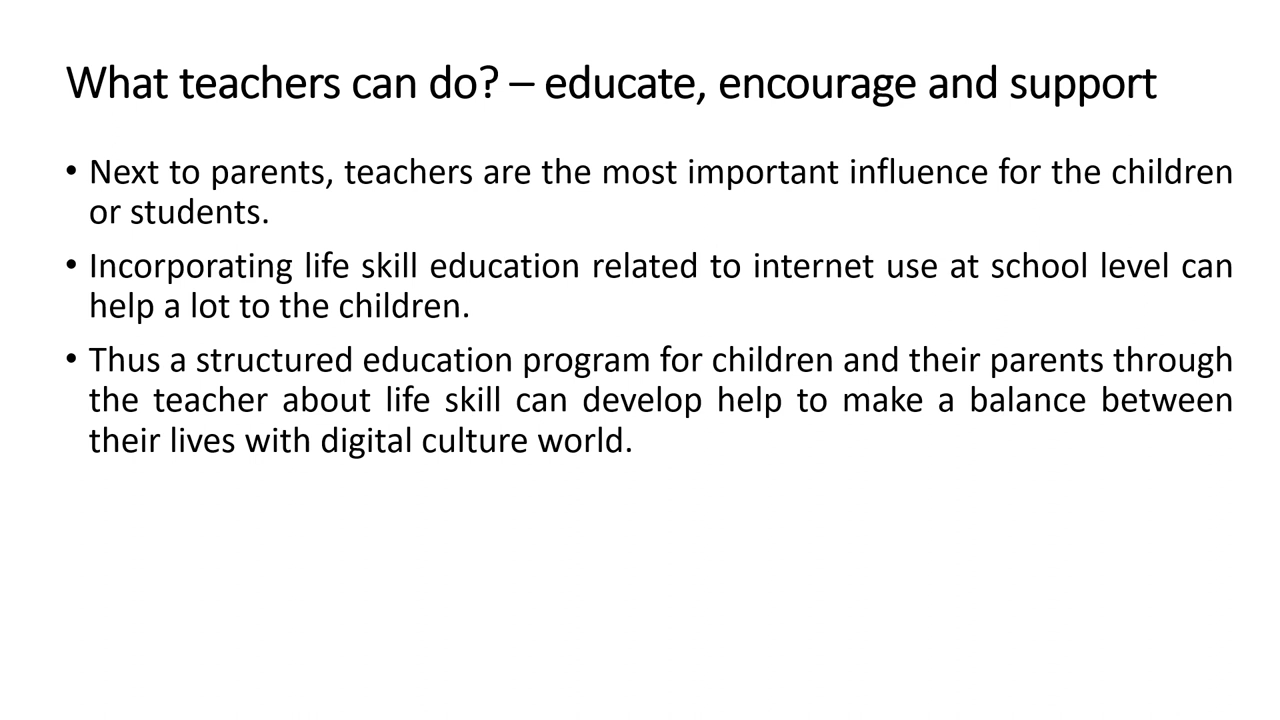 What teachers can do? – educate, encourage and support
• Next to parents, teachers are the most important influence for the children
or students.
• Incorporating life skill education related to internet use at school level can
help a lot to the children.
• Thus a structured education program for children and their parents through
the teacher about life skill can develop help to make a balance between
their lives with digital culture world.